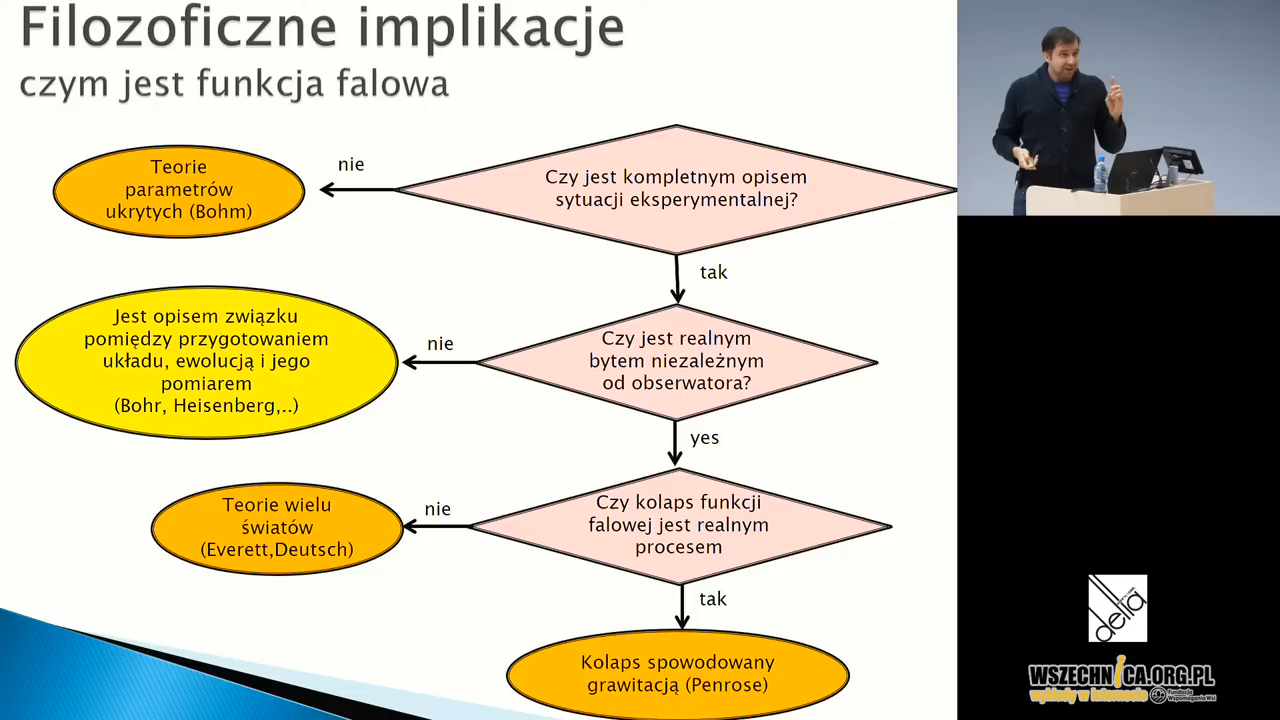 Filozoficzne implikacje
czym jest funkcja falowa
Teorie
parametrów
ukrytych (Bohm)
nie
Czy jest kompletnym opisem
sytuacji eksperymentalnej?
tak
Jest opisem związku
pomiędzy przygotowaniem
układu, ewolucją i jego
pomiarem
(Bohr, Heisenberg,..)
nie
Czy jest realnym
bytem niezależnym
od obserwatora?
yes
Teorie wielu
światów
(Everett,Deutsch)
nie
Czy kolaps funkcji
falowej jest realnym
procesem
tak
Kolaps spowodowany
grawitacją (Penrose)
delta
WSZECHNICA.ORG.PL
wykłady w internecie
Fundacja
Wspomagania Wsi